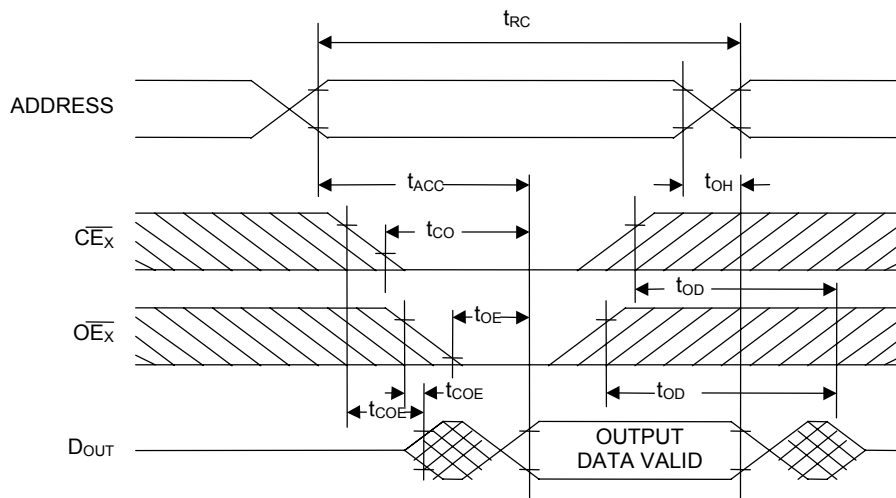 tRC
ADDRESS
tACC
tOH
CEX
tCO
tOD
OEX
tOE
tCOE
tOD
tCOE
DOUT
OUTPUT
DATA VALID